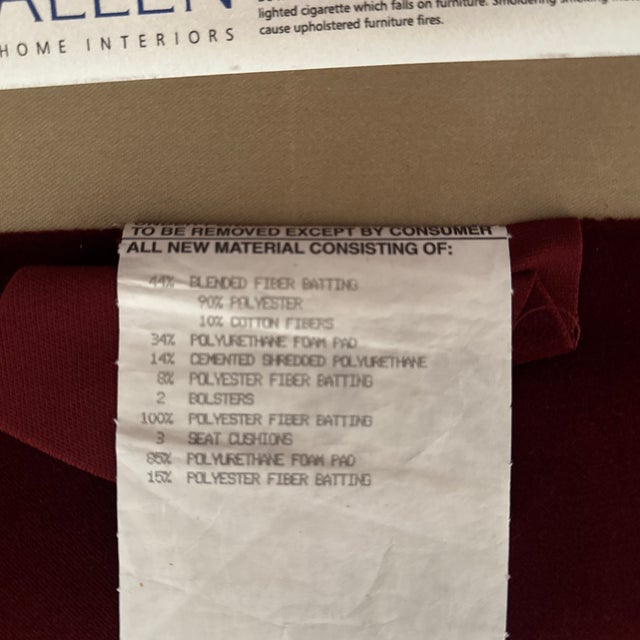 ALLEN
HOME INTERIORS
lighted cigarette which falls on furniture. Smoldering smoking
cause upholstered furniture fires.
TO BE REMOVED EXCEPT BY CONSUMER
ALL NEW MATERIAL CONSISTING OF:
44% BLENDED FIBER BATTING
90% POLYESTER
10% COTTON FIBERS
34% POLYURETHANE FOAM PAD
14% CEMENTED SHREDDED POLYURETHANE
8% POLYESTER FIBER BATTING
2 BOLSTERS
100% POLYESTER FIBER BATTING
3 SEAT CUSHIONS
85% POLYURETHANE FOAM PAD
15% POLYESTER FIBER BATTING